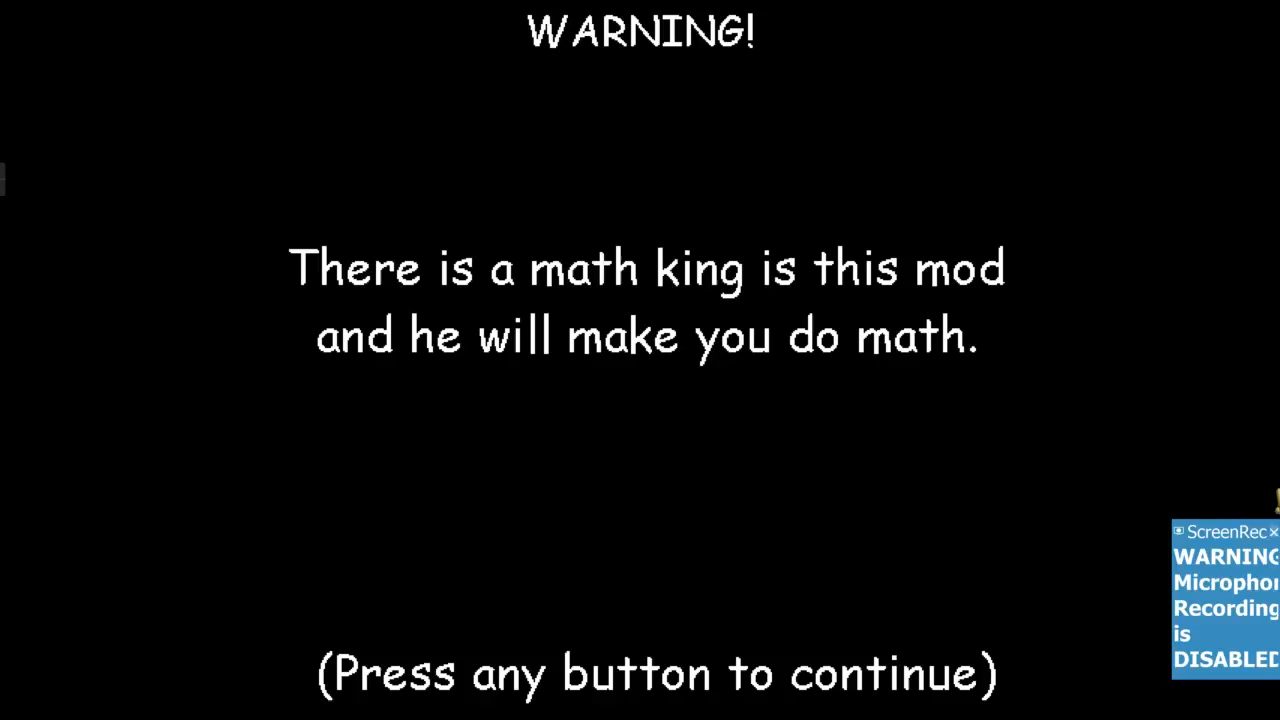 WARNING!
There is a math king is this mod
and he will make you do math.
ScreenRec
WARNING
Recording
is
DISABLED
(Press any button to continue)